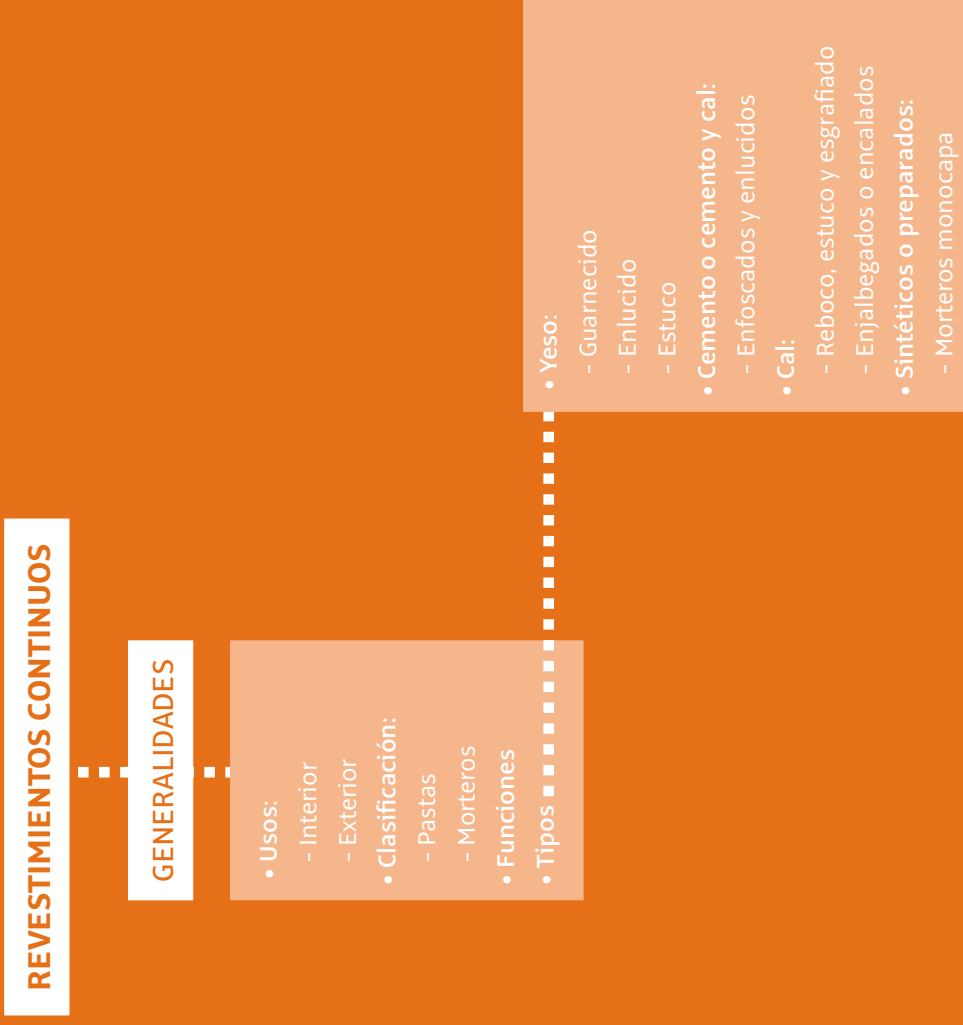 REVESTIMIENTOS CONTINUOS
GENERALIDADES
• Usos:
– Interior
– Exterior
• Clasificación:
– Pastas
– Morteros
• Funciones
• Tipos
• Yeso:
– Guarnecido
– Enlucido
– Estuco
• Cemento o cemento y cal:
– Enfoscados y enlucidos
• Cal:
– Reboco, estuco y esgrafiado
– Enjalbegados o encalados
• Sintéticos o preparados:
– Morteros monocapa